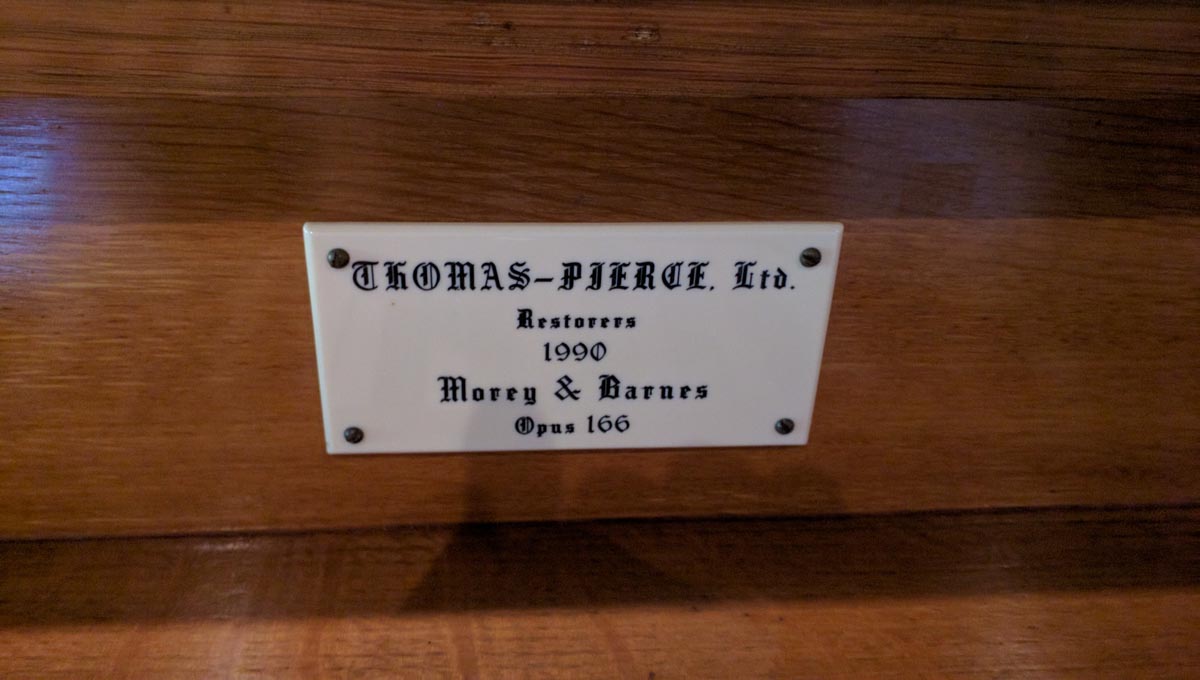 THOMAS-PIERCE, Ltd.
Restorers
1990
Morey & Barnes
Opus 166